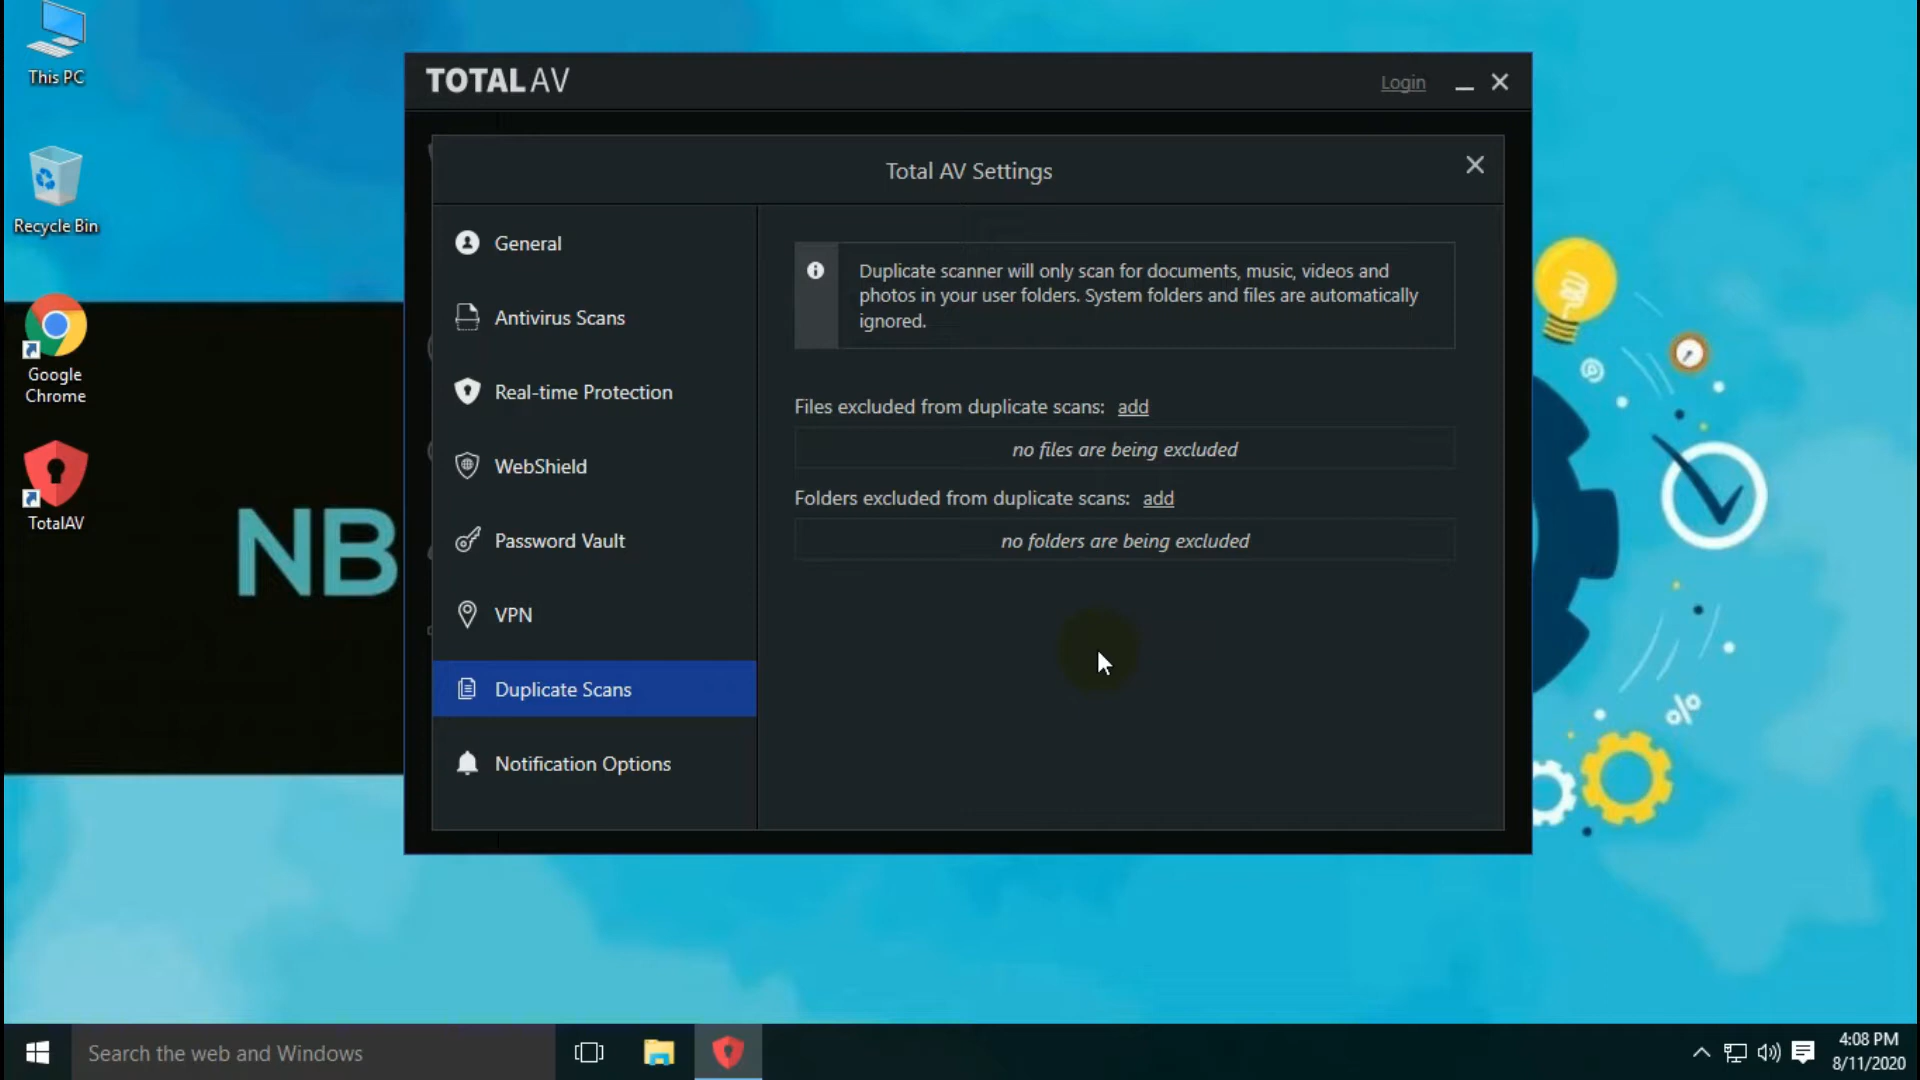 This PC
Recycle Bin
Google
Chrome
TotalAV
NB
TOTALAV
Login
Total AV Settings
General
Antivirus Scans
Real-time Protection
WebShield
Password Vault
VPN
Duplicate Scans
Notification Options
Duplicate scanner will only scan for documents, music, videos and
photos in your user folders. System folders and files are automatically
ignored.
Files excluded from duplicate scans: add
no files are being excluded
Folders excluded from duplicate scans: add
no folders are being excluded
%
Search the web and Windows
4:08 PM
8/11/2020